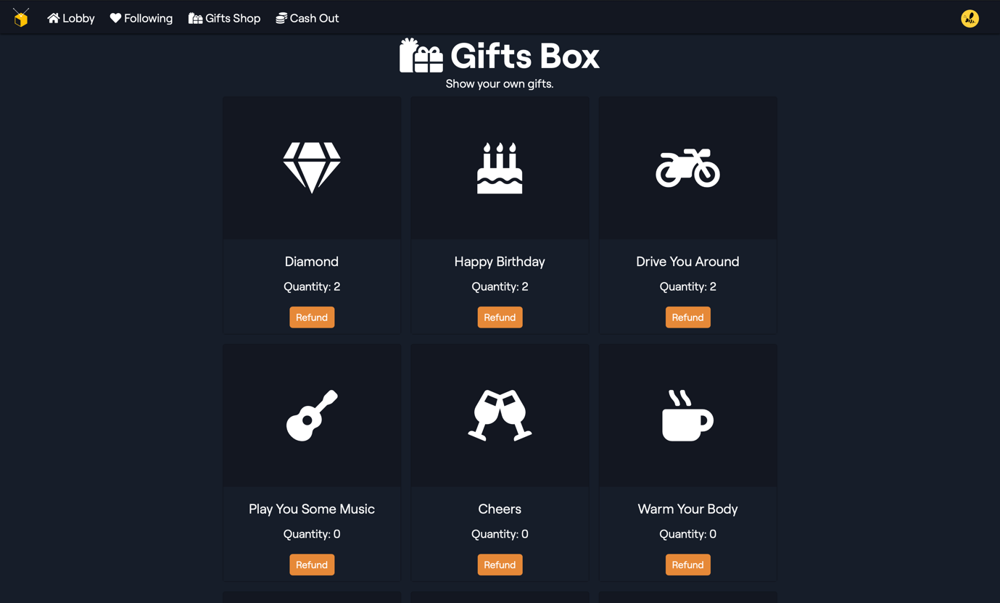 Lobby Following Gifts Shop Cash Out
Gifts Box
Show your own gifts.
Diamond
Quantity: 2
Refund
Happy Birthday
Quantity: 2
Refund
Drive You Around
Quantity: 2
Refund
Play You Some Music
Quantity: 0
Refund
Cheers
Quantity: 0
Refund
Warm Your Body
Quantity: 0
Refund